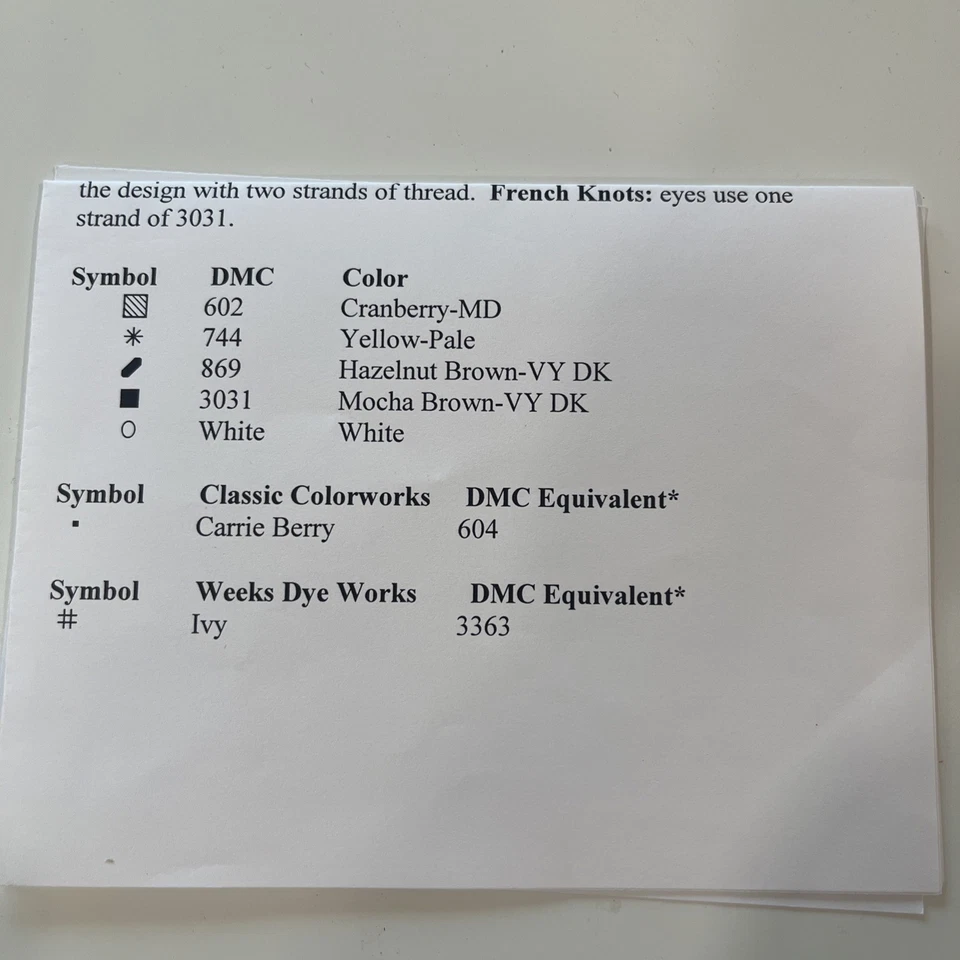 the design with two strands of thread. French Knots: eyes use one
strand of 3031.
Symbol DMC Color
602 Cranberry-MD
744 Yellow-Pale
869 Hazelnut Brown-VY DK
3031 Mocha Brown-VY DK
White White
Symbol Classic Colorworks DMC Equivalent*
Carrie Berry 604
Symbol Weeks Dye Works DMC Equivalent*
# Ivy 3363